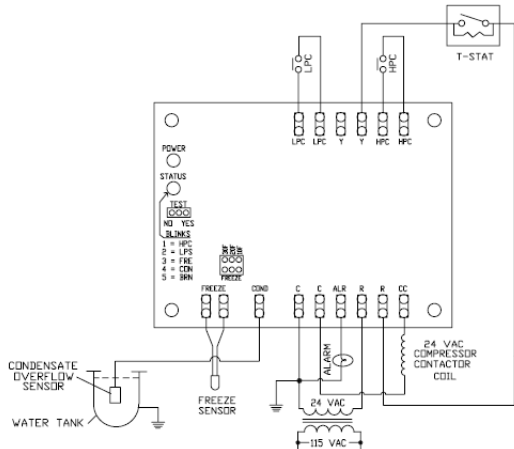 T-STAT
LPC
HPC
LPC LPC Y Y HPC HPC
POWER
STATUS
TEST
NO YES
BLINKS
1 = HPC
2 = LPS
3 = FRE
4 = CON
5 = BRN
FREEZE
FREEZE COND C C ALR R R CC
24 VAC
COMPRESSOR
CONTACTOR
COIL
ALARM
CONDENSATE
OVERFLOW
SENSOR
FREEZE
SENSOR
WATER TANK
24 VAC
115 VAC